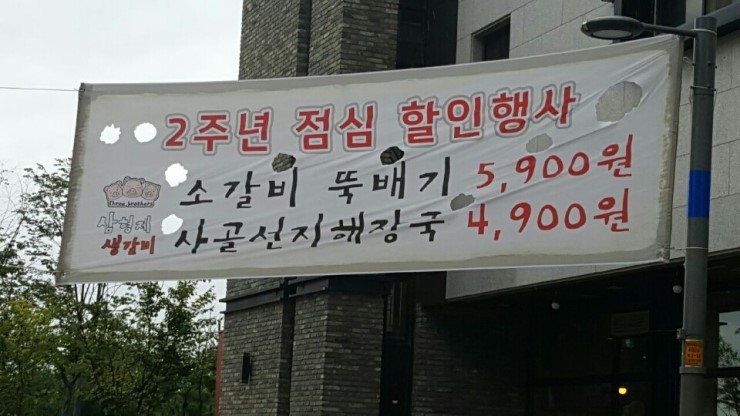 2주년 점심 할인행사
소갈비 뚝배기 5,900원
Three brothers
삼형제
생갈비
사골선지해장국 4,900원